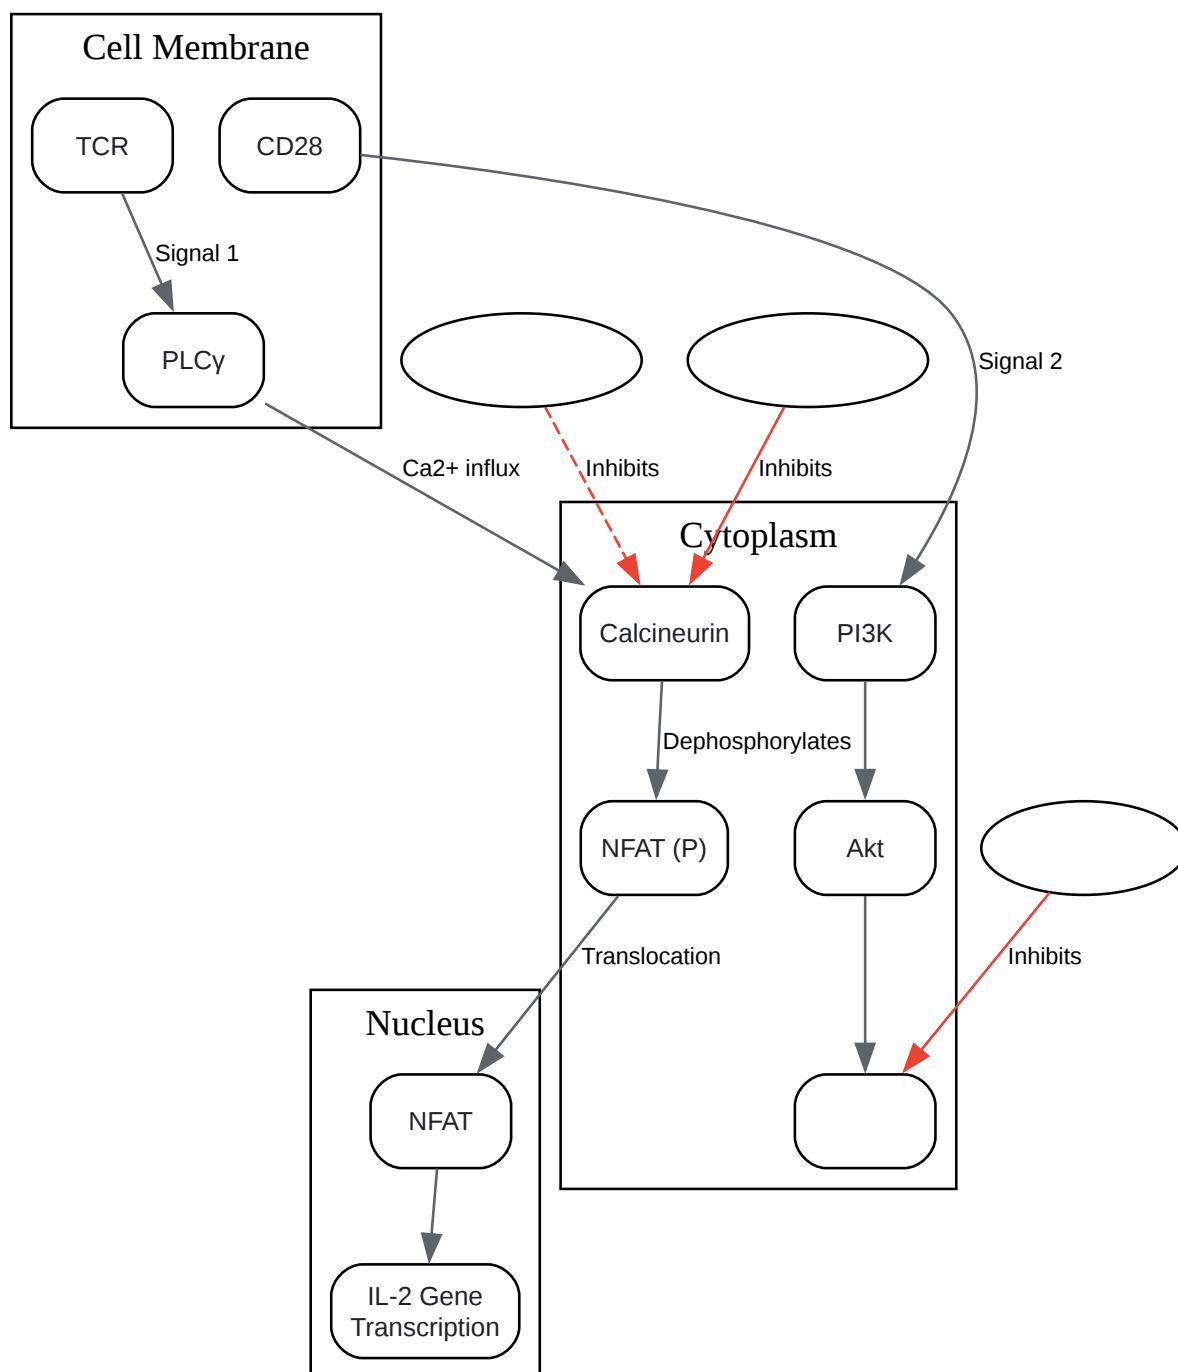 Cell Membrane
TCR
CD28
Signal 1
PLCγ
Signal 2
Ca2+ influx
Inhibits
Inhibits
Cytoplasm
Calcineurin
PI3K
Dephosphorylates
NFAT (P)
Akt
Translocation
Inhibits
Nucleus
NFAT
IL-2 Gene
Transcription